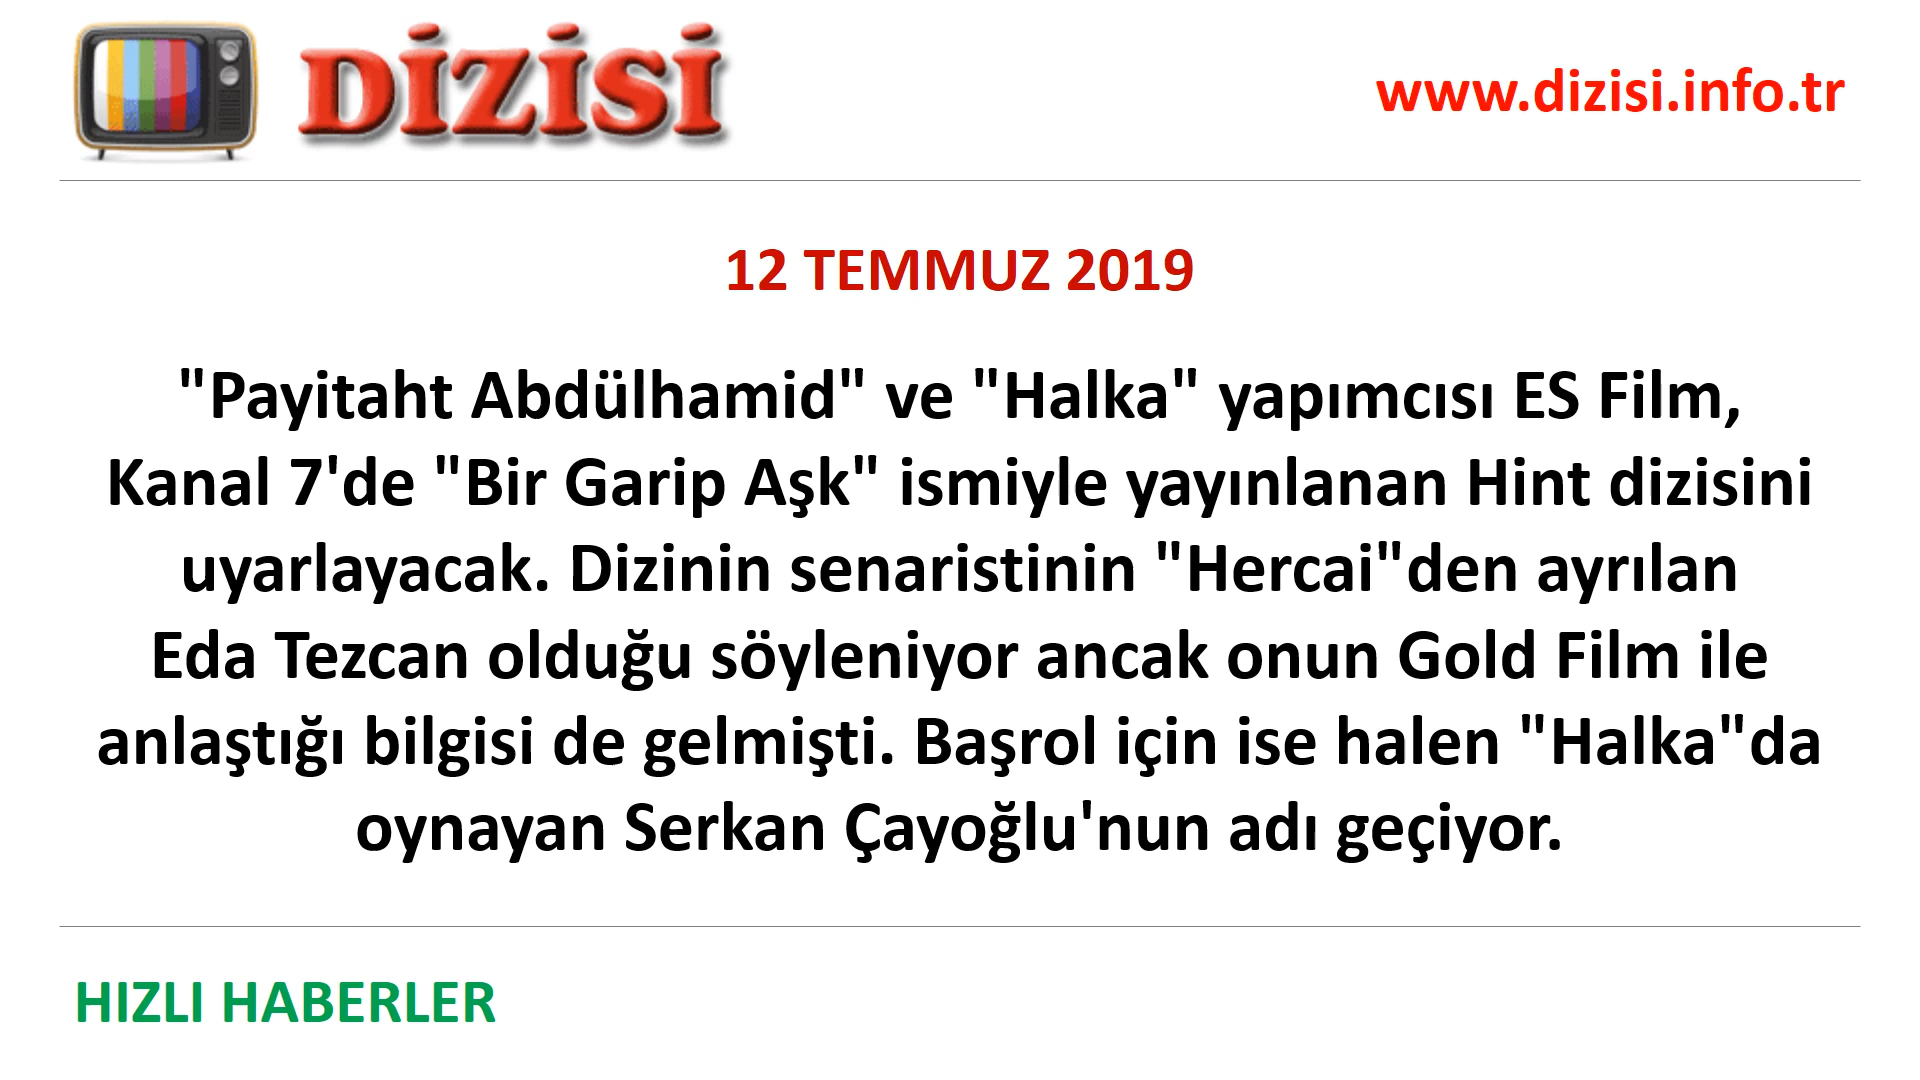 DİZİSİ
www.dizisi.info.tr
12 TEMMUZ 2019
"Payitaht Abdülhamid" ve "Halka" yapımcısı ES Film,
Kanal 7'de "Bir Garip Aşk" ismiyle yayınlanan Hint dizisini
uyarlayacak. Dizinin senaristinin "Hercai"den ayrılan
Eda Tezcan olduğu söyleniyor ancak onun Gold Film ile
anlaştığı bilgisi de gelmişti. Başrol için ise halen "Halka"da
oynayan Serkan Çayoğlu'nun adı geçiyor.
HIZLI HABERLER